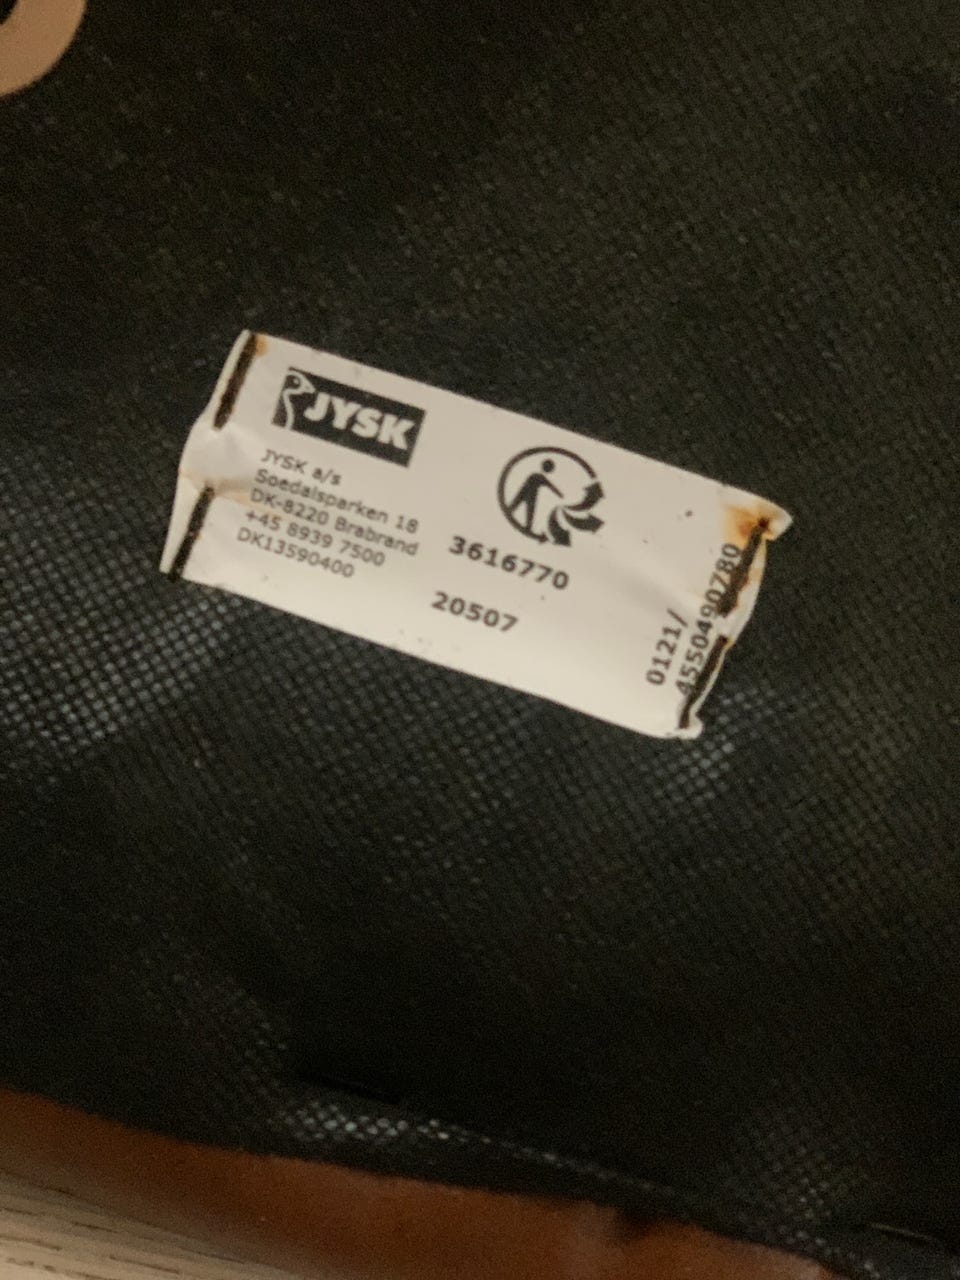 JYSK
JYSK a/s
Soedalsparken 18
DK-8220 Brabrand
+45 8939 7500
DK13590400
3616770
20507
0121/
4550490780